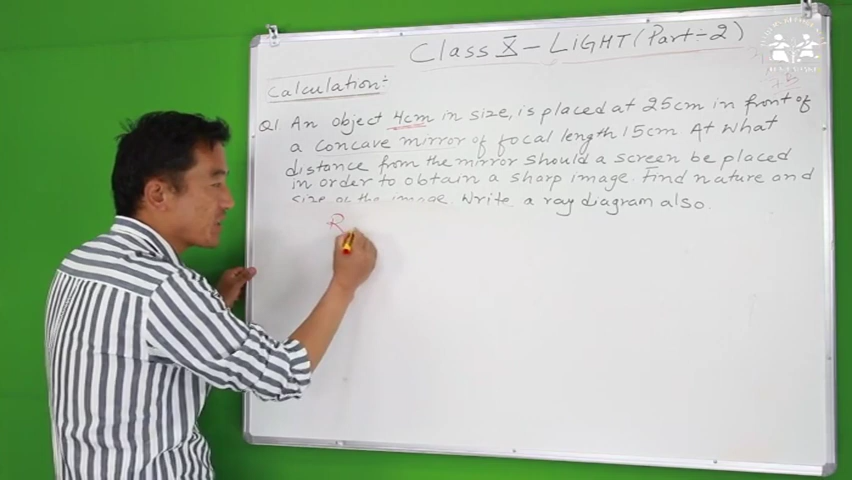 Class X - LIGHT (Part-2)
Calculation:-
Q1 An object 4cm in size, is placed at 25cm in front of
a concave mirror of focal length 15cm At what
distance from the mirror should a screen be placed
in order to obtain a sharp image. Find nature and
size of the image. Write a ray diagram also.
R